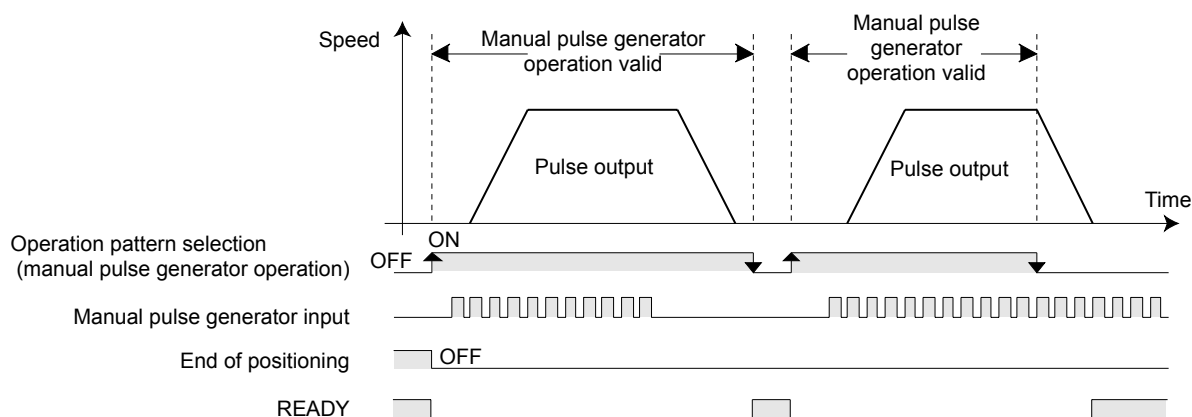 Speed
Manual pulse generator
operation valid
Manual pulse
generator
operation valid
Pulse output
Pulse output
Time
Operation pattern selection
(manual pulse generator operation)
OFF
ON
Manual pulse generator input
End of positioning
OFF
READY